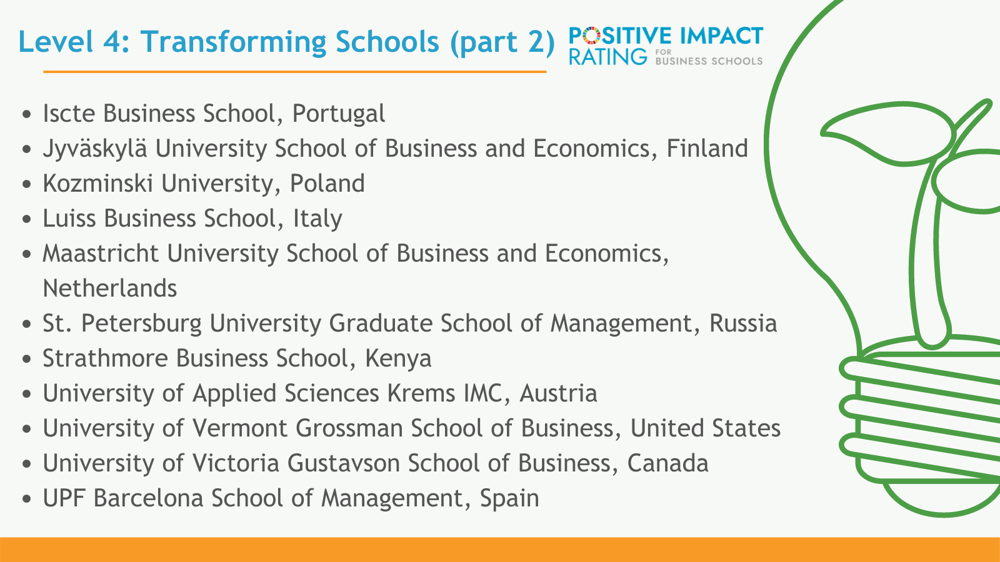 Level 4: Transforming Schools (part 2)
POSITIVE IMPACT
RATING FOR BUSINESS SCHOOLS
• Iscte Business School, Portugal
• Jyväskylä University School of Business and Economics, Finland
• Kozminski University, Poland
• Luiss Business School, Italy
• Maastricht University School of Business and Economics,
Netherlands
• St. Petersburg University Graduate School of Management, Russia
• Strathmore Business School, Kenya
• University of Applied Sciences Krems IMC, Austria
• University of Vermont Grossman School of Business, United States
• University of Victoria Gustavson School of Business, Canada
• UPF Barcelona School of Management, Spain